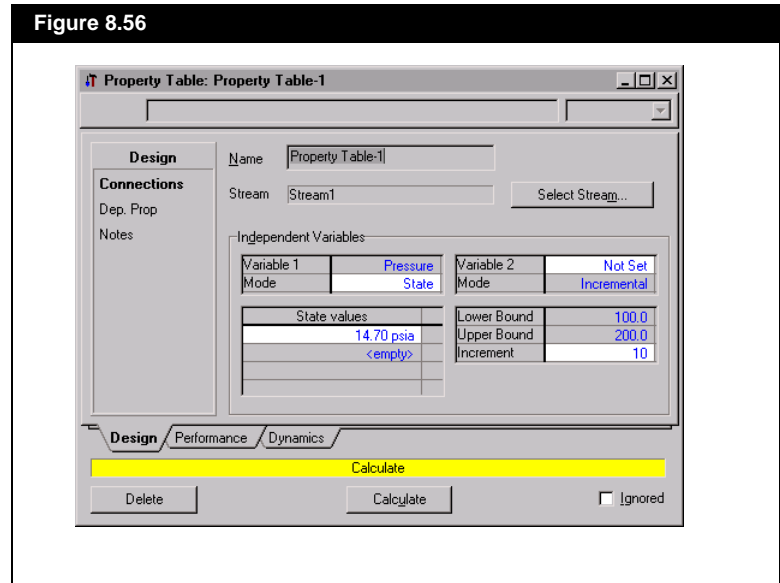 Figure 8.56
Property Table: Property Table-1
Design
Connections
Dep. Prop
Notes
Name Property Table-1
Stream Stream1 Select Stream...
Independent Variables
Variable 1 Pressure Variable 2 Not Set
Mode State Mode Incremental
State values Lower Bound 100.0
14.70 psia Upper Bound 200.0
<empty> Increment 10
Design Performance Dynamics
Calculate
Delete Calculate Ignored